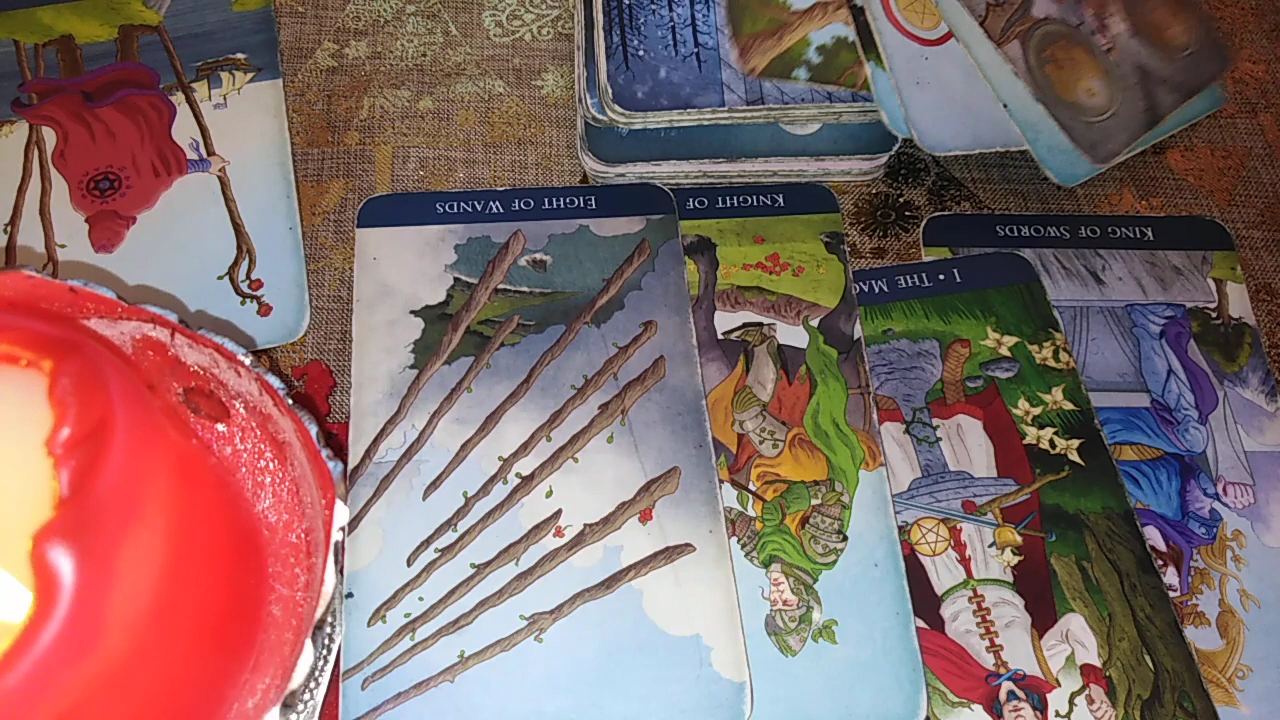 EIGHT OF WANDS
KNIGHT OF
I • THE MAG
KING OF SWORDS